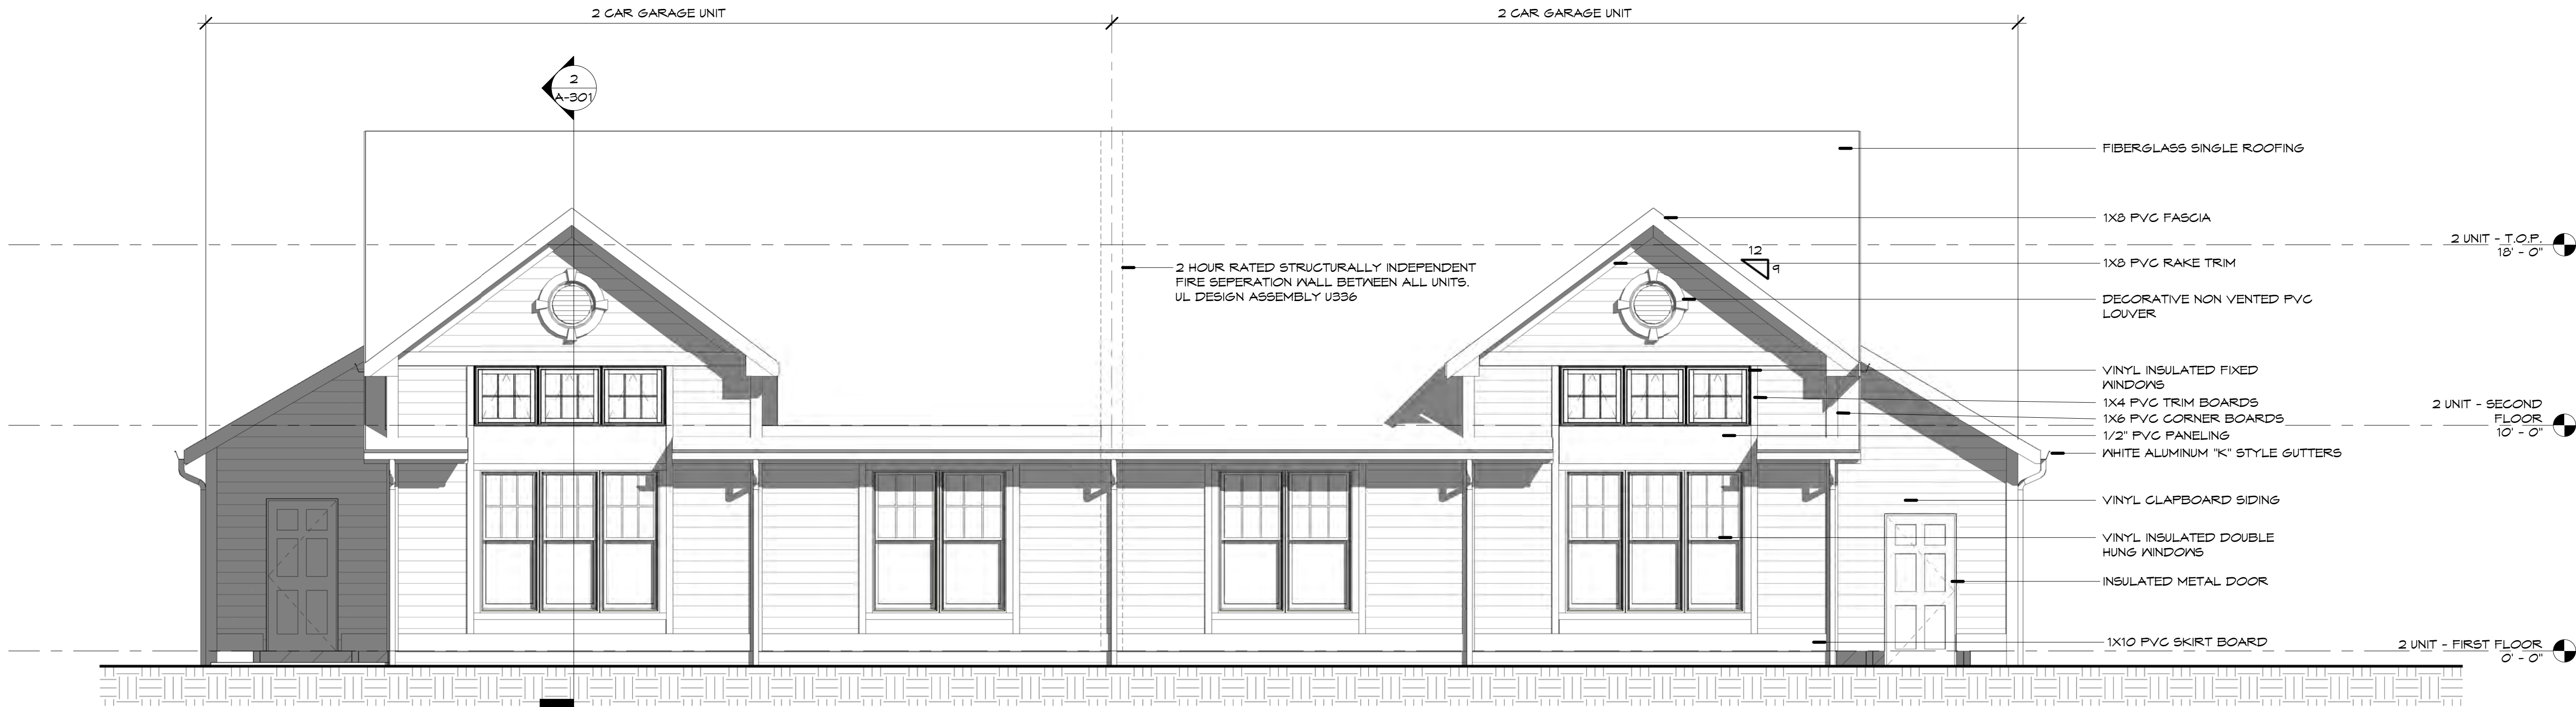 2 CAR GARAGE UNIT
2 CAR GARAGE UNIT
2
A-301
FIBERGLASS SINGLE ROOFING
1X8 PVC FASCIA
2 UNIT - T.O.P.
18' - 0"
12
9
2 HOUR RATED STRUCTURALLY INDEPENDENT
FIRE SEPERATION WALL BETWEEN ALL UNITS.
UL DESIGN ASSEMBLY U336
1X8 PVC RAKE TRIM
DECORATIVE NON VENTED PVC
LOUVER
VINYL INSULATED FIXED
WINDOWS
1X4 PVC TRIM BOARDS
1X6 PVC CORNER BOARDS
2 UNIT - SECOND
FLOOR
10' - 0"
1/2" PVC PANELING
WHITE ALUMINUM "K" STYLE GUTTERS
VINYL CLAPBOARD SIDING
VINYL INSULATED DOUBLE
HUNG WINDOWS
INSULATED METAL DOOR
1X10 PVC SKIRT BOARD
2 UNIT - FIRST FLOOR
0' - 0"